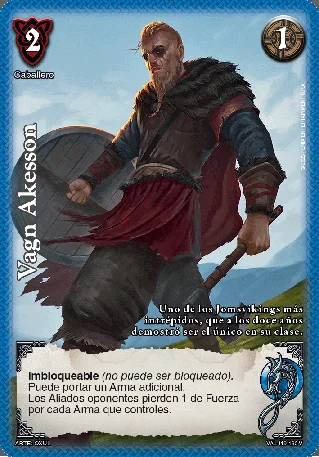 2
1
Caballero
Vagn Akesson
Uno de los Jomsvikings más
intrépidos, que a los doce años
demostró ser el único en su clase.
Imbloqueable (no puede ser bloqueado).
Puede portar un Arma adicional.
Los Aliados oponentes pierden 1 de Fuerza
por cada Arma que controles.